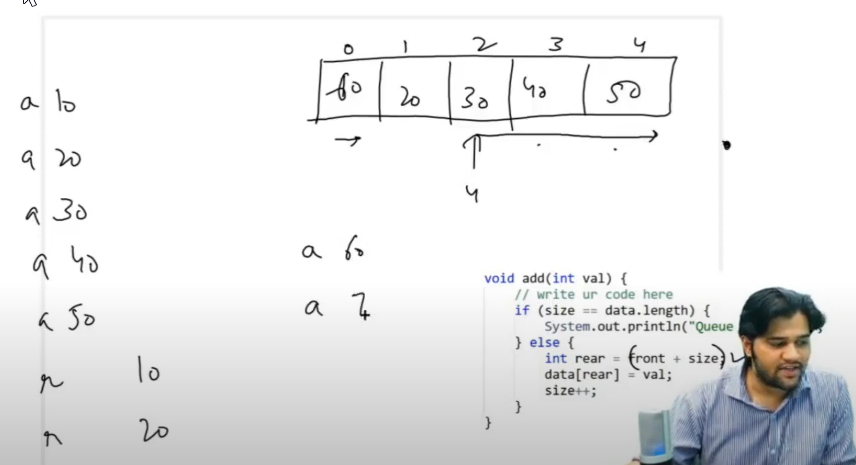 0 1 2 3 4
60 20 30 40 50
4
a 10
a 20
a 30
a 40
a 50
r 10
r 20
a 60
a 7
void add(int val) {
// write ur code here
if (size == data.length) {
System.out.println("Queue
} else {
int rear = (front + size)
data[rear] = val;
size++;
}
}